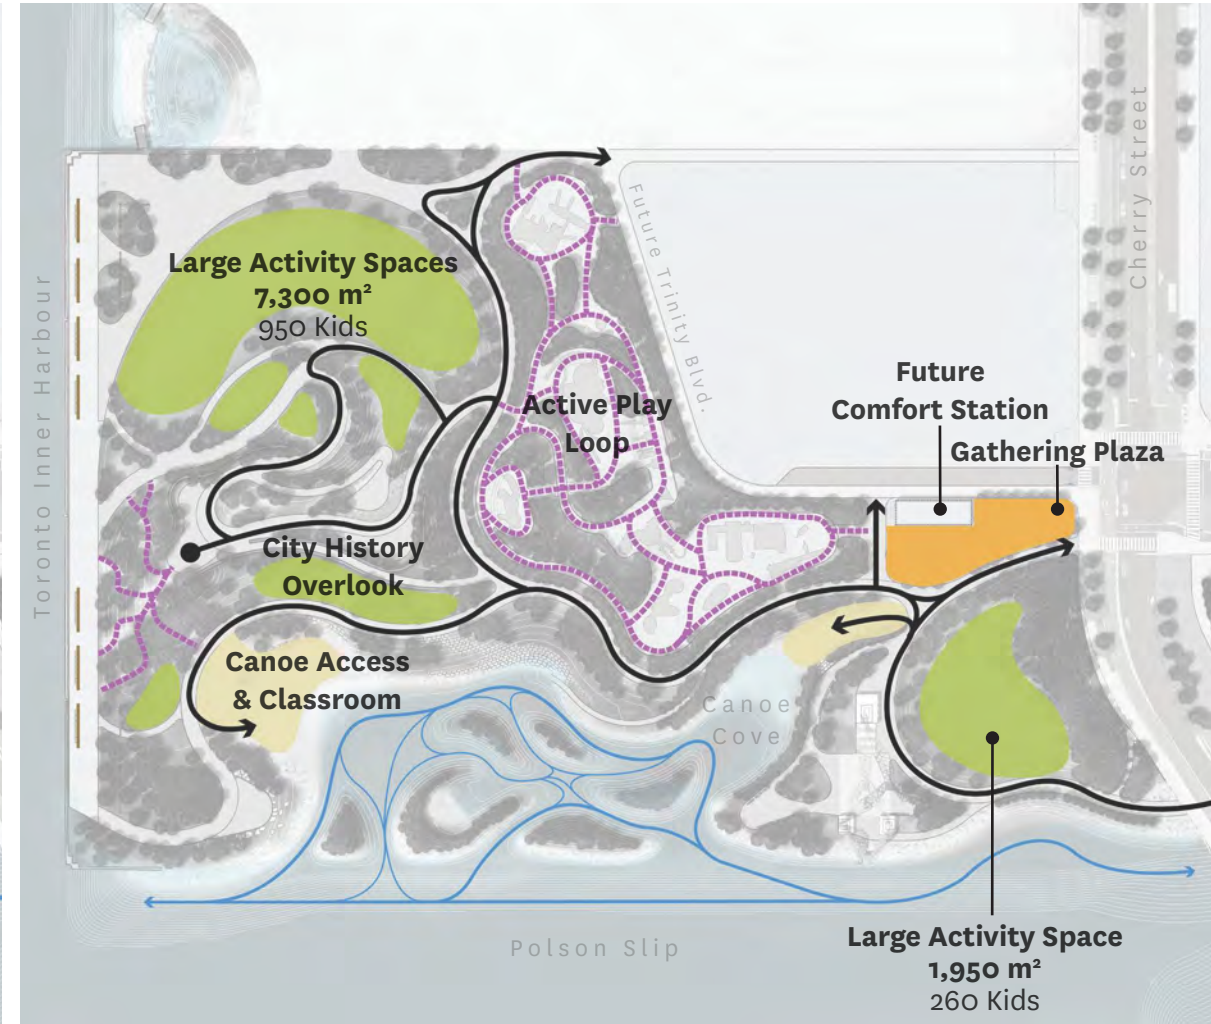 Cherry Street
Future Trinity Blvd.
Large Activity Spaces
7,300 m²
950 Kids
Toronto Inner Harbour
Future
Comfort Station
Active Play
Loop
Gathering Plaza
City History
Overlook
Canoe Access
& Classroom
Canoe
Cove
Large Activity Space
1,950 m²
260 Kids
Polson Slip